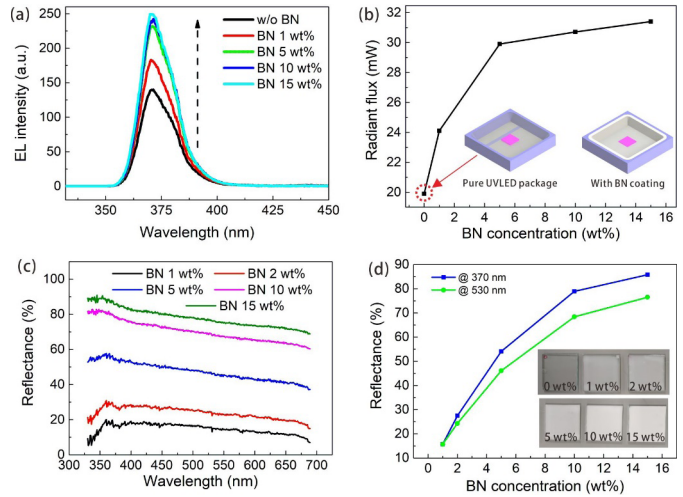 (a)
w/o BN
BN 1 wt%
BN 5 wt%
BN 10 wt%
BN 15 wt%
EL intensity (a.u.)
250
200
150
100
50
0
350
375
400
425
450
Wavelength (nm)
(b)
Radiant flux (mW)
32
30
28
26
24
22
20
Pure UVLED package
With BN coating
0
2
4
6
8
10
12
14
16
BN concentration (wt%)
(c)
BN 1 wt%
BN 2 wt%
BN 5 wt%
BN 10 wt%
BN 15 wt%
Reflectance (%)
100
80
60
40
20
0
300
350
400
450
500
550
600
650
700
Wavelength (nm)
(d)
@ 370 nm
@ 530 nm
Reflectance (%)
90
80
70
60
50
40
30
20
10
0 wt%
1 wt%
2 wt%
5 wt%
10 wt%
15 wt%
0
2
4
6
8
10
12
14
16
BN concentration (wt%)